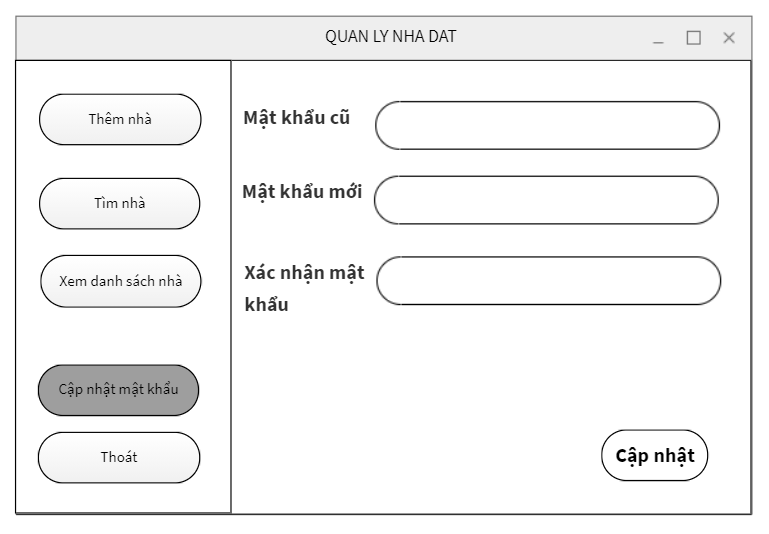 QUAN LY NHA DAT
Thêm nhà
Tìm nhà
Xem danh sách nhà
Cập nhật mật khẩu
Thoát
Mật khẩu cũ
Mật khẩu mới
Xác nhận mật
khẩu
Cập nhật